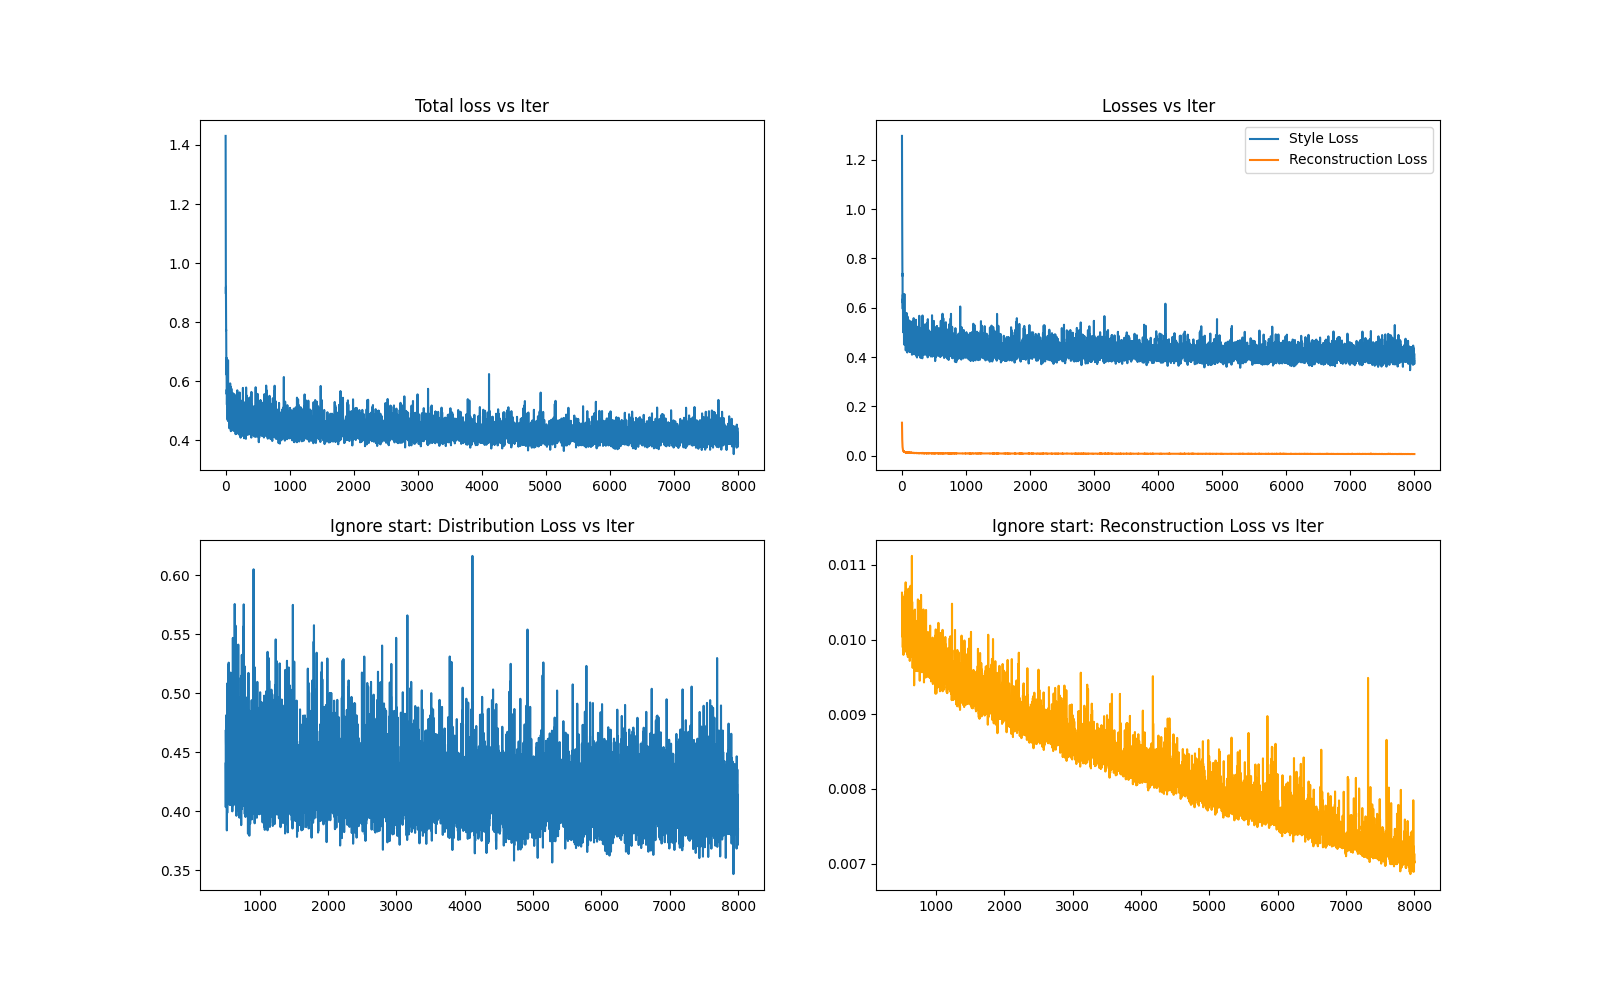 Total loss vs Iter
1.4
1.2
1.0
0.8
0.6
0.4
0 1000 2000 3000 4000 5000 6000 7000 8000
Losses vs Iter
Style Loss
Reconstruction Loss
1.2
1.0
0.8
0.6
0.4
0.2
0.0
0 1000 2000 3000 4000 5000 6000 7000 8000
Ignore start: Distribution Loss vs Iter
0.60
0.55
0.50
0.45
0.40
0.35
1000 2000 3000 4000 5000 6000 7000 8000
Ignore start: Reconstruction Loss vs Iter
0.011
0.010
0.009
0.008
0.007
1000 2000 3000 4000 5000 6000 7000 8000